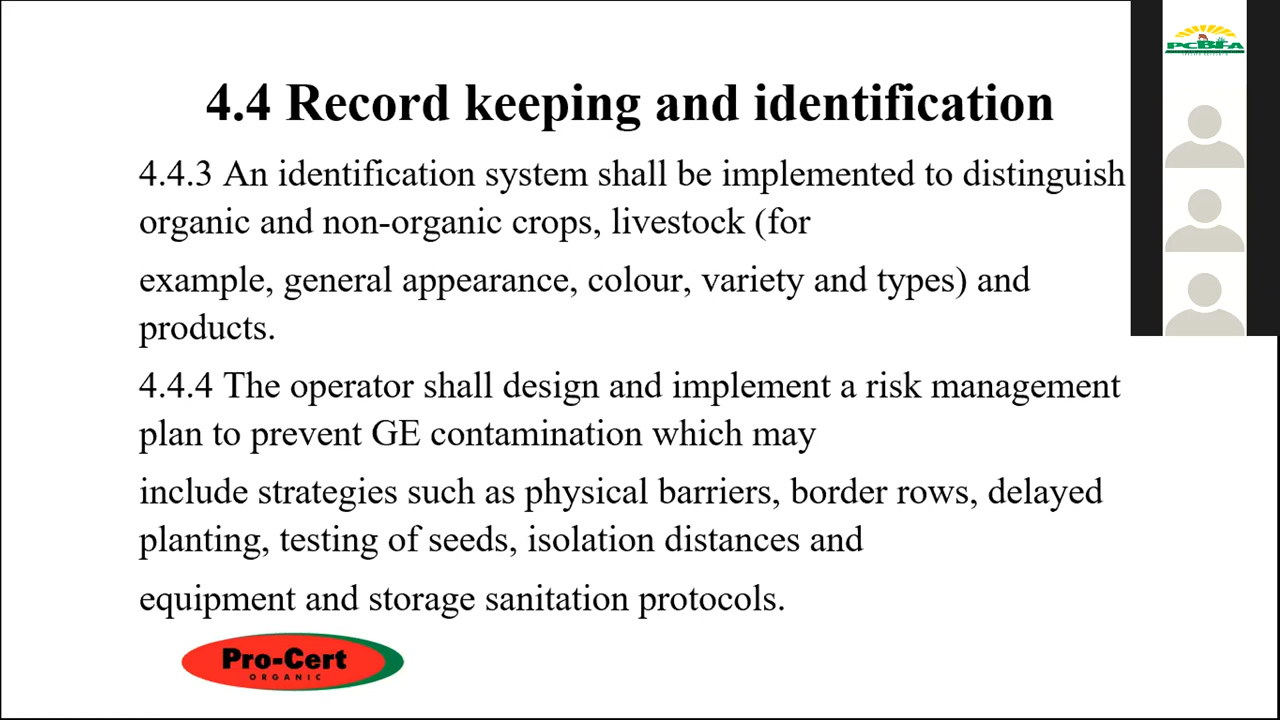 4.4 Record keeping and identification
4.4.3 An identification system shall be implemented to distinguish
organic and non-organic crops, livestock (for
example, general appearance, colour, variety and types) and
products.
4.4.4 The operator shall design and implement a risk management
plan to prevent GE contamination which may
include strategies such as physical barriers, border rows, delayed
planting, testing of seeds, isolation distances and
equipment and storage sanitation protocols.
Pro-Cert
ORGANIC
PCBFA